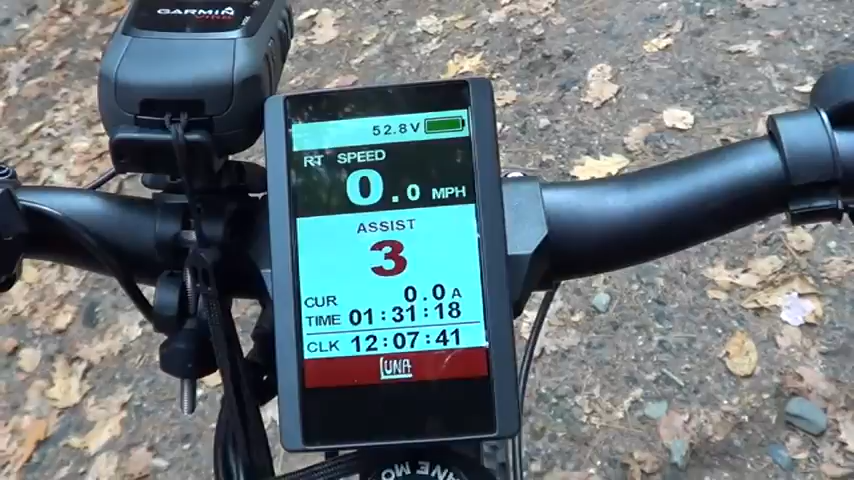 GARMIN
52.8V
RT SPEED
0.0 MPH
ASSIST
3
CUR 0.0A
TIME 01:31:18
CLK 12:07:41
LUNA